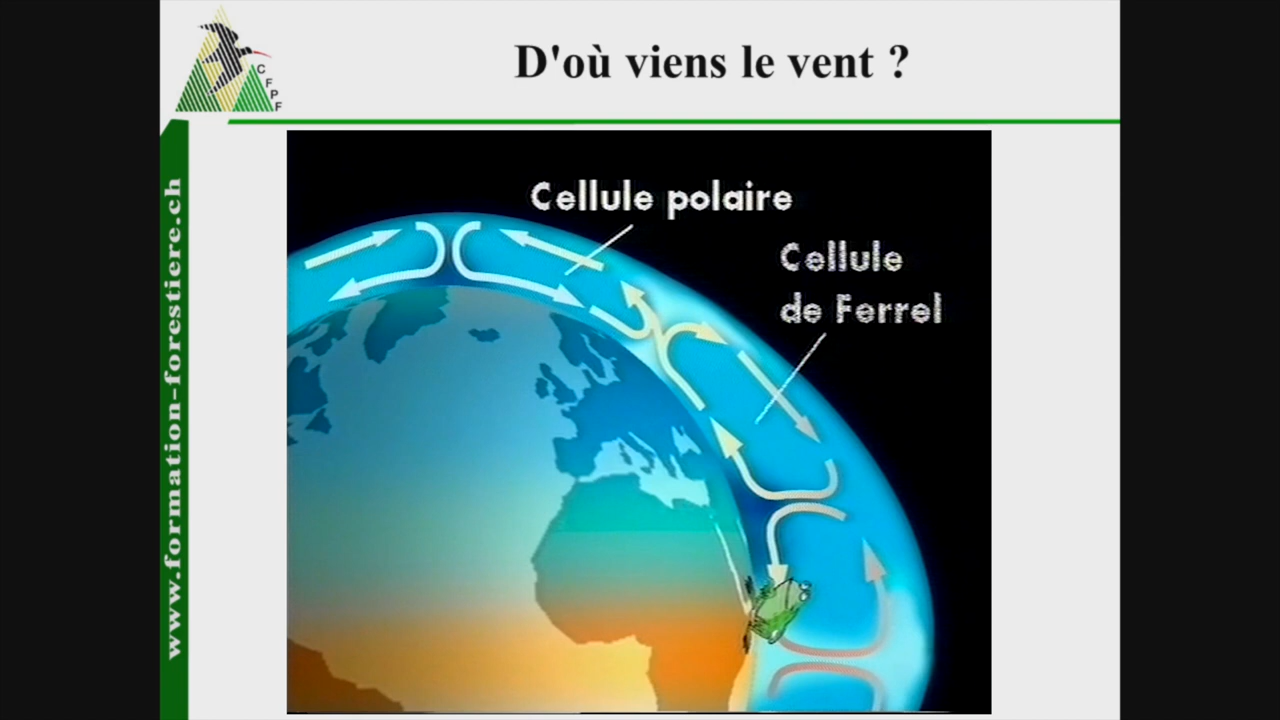 D'où viens le vent ?
C
F
P
F
www.formation-forestiere.ch
Cellule polaire
Cellule
de Ferrel